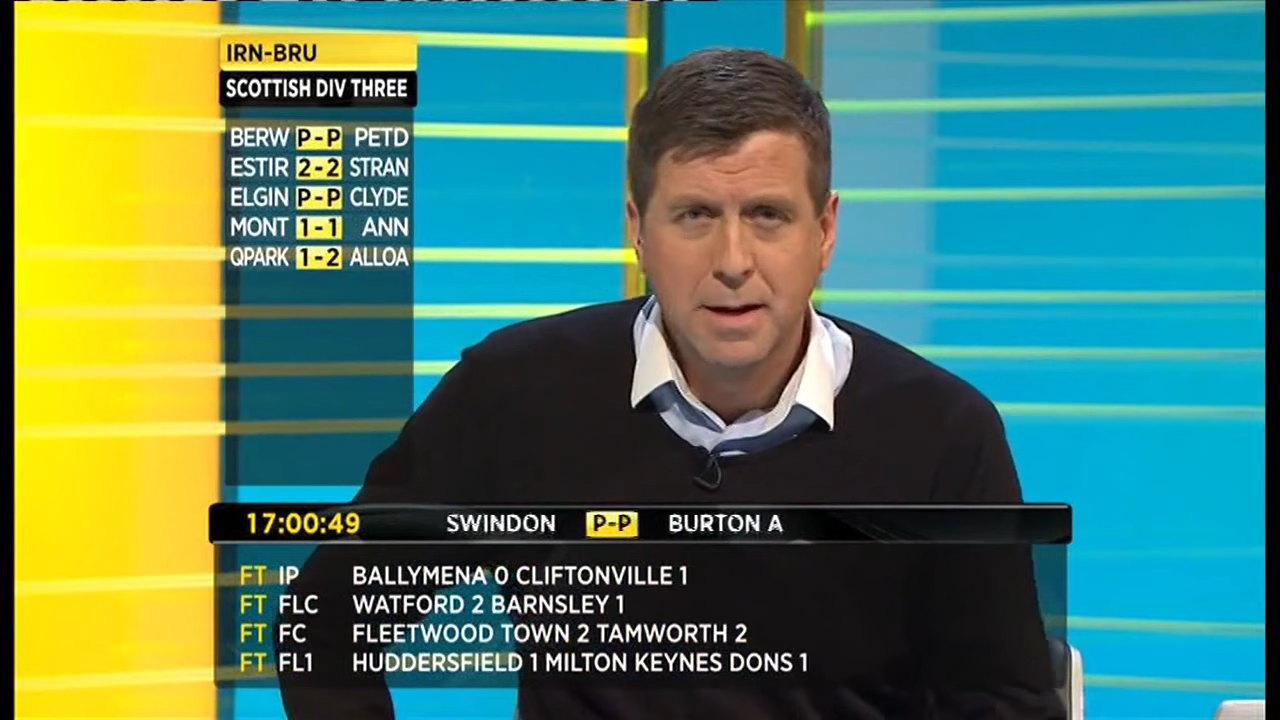 IRN-BRU
SCOTTISH DIV THREE
BERW P-P PETD
ESTIR 2-2 STRAN
ELGIN P-P CLYDE
MONT 1-1 ANN
QPARK 1-2 ALLOA
17:00:49 SWINDON P-P BURTON A
FT IP BALLYMENA 0 CLIFTONVILLE 1
FT FLC WATFORD 2 BARNSLEY 1
FT FC FLEETWOOD TOWN 2 TAMWORTH 2
FT FL1 HUDDERSFIELD 1 MILTON KEYNES DONS 1